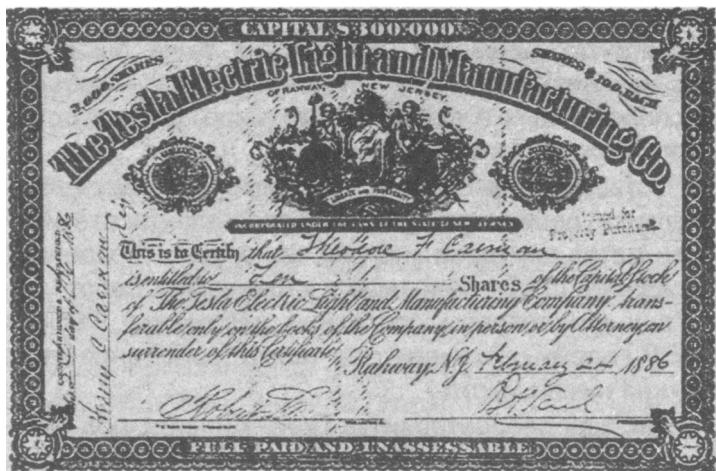 CAPITAL $300.000
3.000 SHARES
SHARES $100. EACH
The Tesla Electric Light and Manufacturing Co.
OF RAHWAY, NEW JERSEY.
INCORPORATED UNDER THE LAWS OF THE STATE OF NEW JERSEY
Issued for
Property Purchased
This is to Certify that Theodore F
is entitled to Ten Shares of the Capital Stock
of The Tesla Electric Light and Manufacturing Company, trans-
ferable only on the books of the Company, in person or by Attorney, on
surrender of this Certificate.
Rahway, N.J. February 24 1886
FULL PAID AND UNASSESSABLE